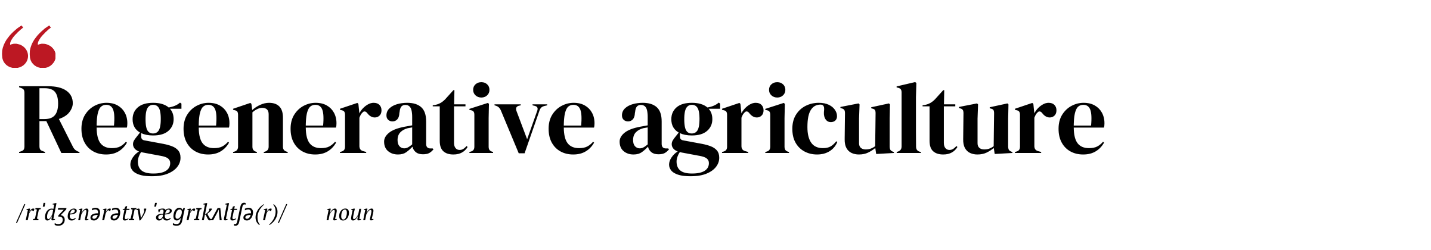 “
Regenerative agriculture
/rɪˈdʒenərətɪv ˈæɡrɪkʌltʃə(r)/ noun